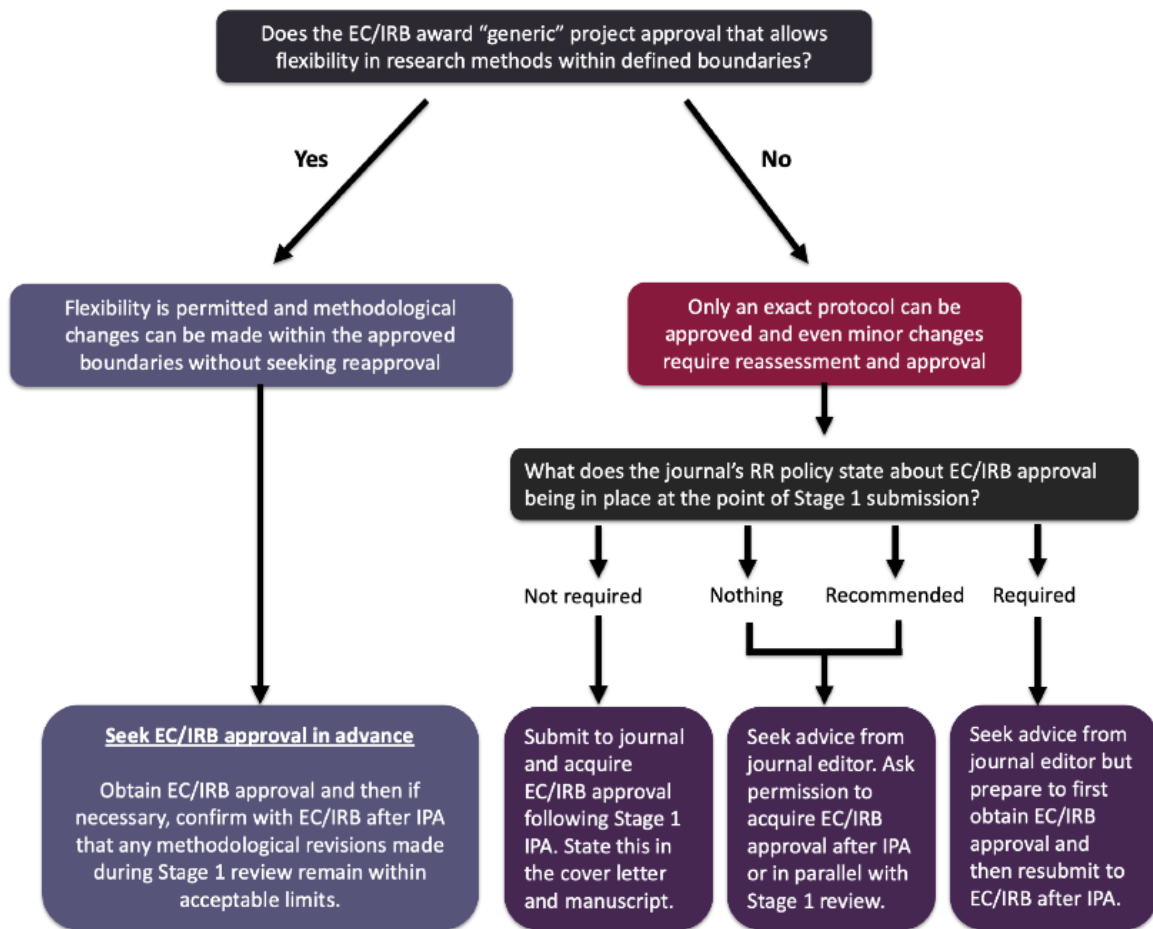 Does the EC/IRB award “generic” project approval that allows
flexibility in research methods within defined boundaries?
Yes
No
Flexibility is permitted and methodological
changes can be made within the approved
boundaries without seeking reapproval
Only an exact protocol can be
approved and even minor changes
require reassessment and approval
What does the journal’s RR policy state about EC/IRB approval
being in place at the point of Stage 1 submission?
Not required
Nothing
Recommended
Required
Seek EC/IRB approval in advance
Obtain EC/IRB approval and then if
necessary, confirm with EC/IRB after IPA
that any methodological revisions made
during Stage 1 review remain within
acceptable limits.
Submit to journal
and acquire
EC/IRB approval
following Stage 1
IPA. State this in
the cover letter
and manuscript.
Seek advice from
journal editor. Ask
permission to
acquire EC/IRB
approval after IPA
or in parallel with
Stage 1 review.
Seek advice from
journal editor but
prepare to first
obtain EC/IRB
approval and
then resubmit to
EC/IRB after IPA.